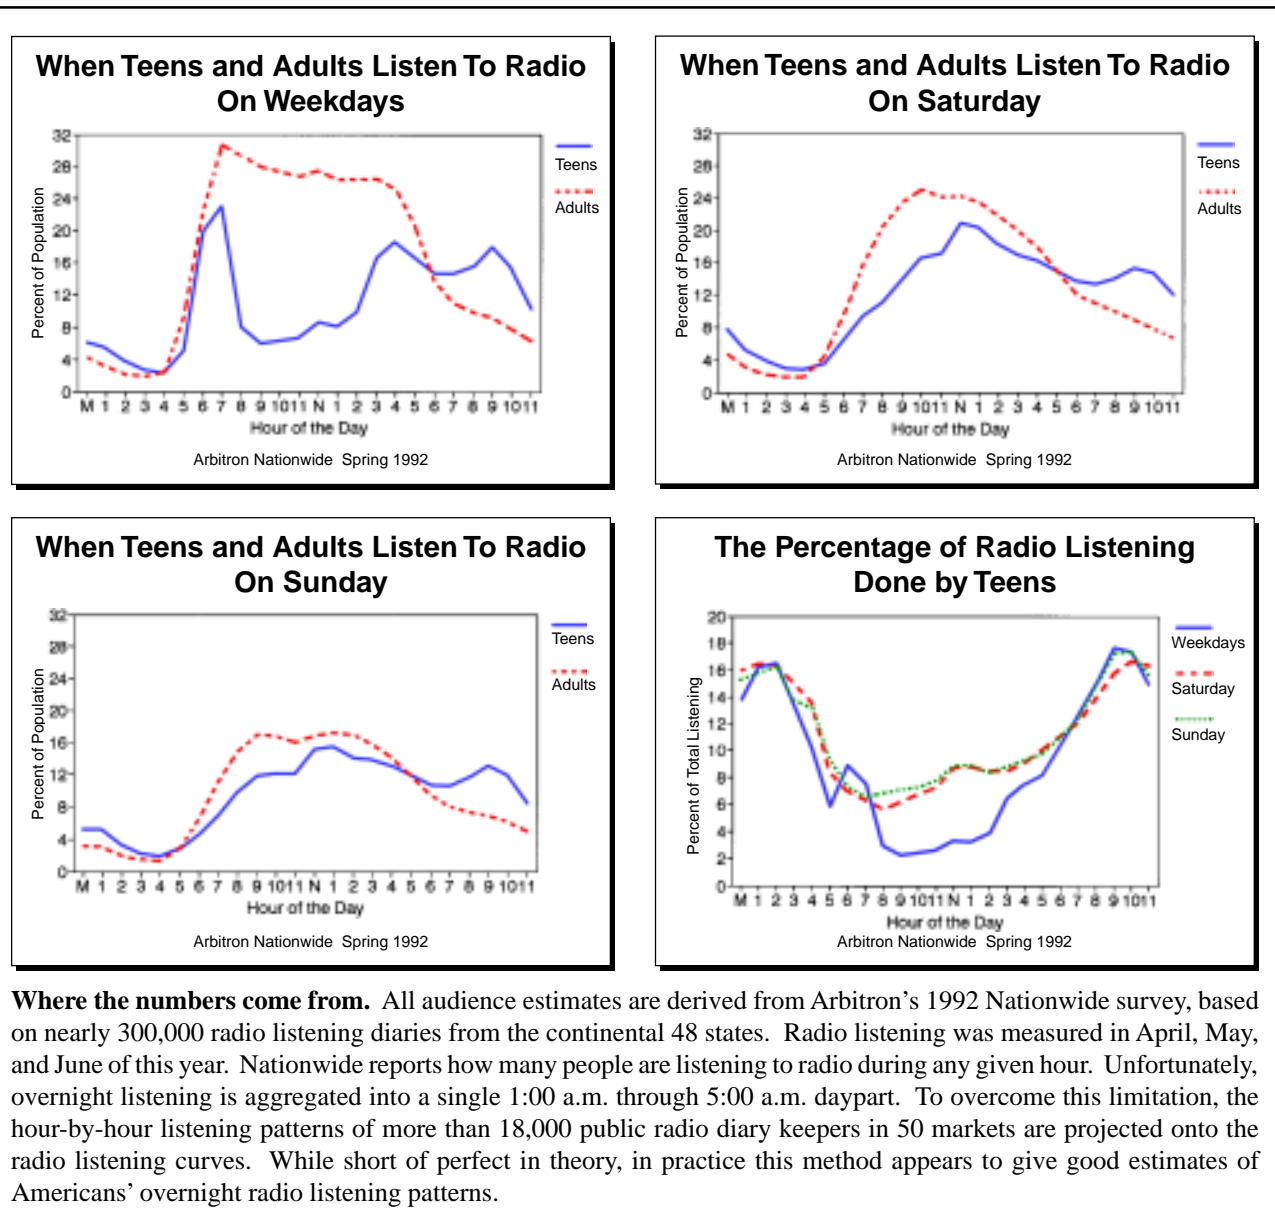 When Teens and Adults Listen To Radio
On Weekdays
32
28
24
20
16
12
8
4
0
Percent of Population
M 1 2 3 4 5 6 7 8 9 10 11 N 1 2 3 4 5 6 7 8 9 10 11
Hour of the Day
Teens
Adults
Arbitron Nationwide Spring 1992
When Teens and Adults Listen To Radio
On Saturday
32
28
24
20
16
12
8
4
0
Percent of Population
M 1 2 3 4 5 6 7 8 9 10 11 N 1 2 3 4 5 6 7 8 9 10 11
Hour of the Day
Teens
Adults
Arbitron Nationwide Spring 1992
When Teens and Adults Listen To Radio
On Sunday
32
28
24
20
16
12
8
4
0
Percent of Population
M 1 2 3 4 5 6 7 8 9 10 11 N 1 2 3 4 5 6 7 8 9 10 11
Hour of the Day
Teens
Adults
Arbitron Nationwide Spring 1992
The Percentage of Radio Listening
Done by Teens
20
18
16
14
12
10
8
6
4
2
0
Percent of Total Listening
M 1 2 3 4 5 6 7 8 9 10 11 N 1 2 3 4 5 6 7 8 9 10 11
Hour of the Day
Weekdays
Saturday
Sunday
Arbitron Nationwide Spring 1992
Where the numbers come from. All audience estimates are derived from Arbitron's 1992 Nationwide survey, based
on nearly 300,000 radio listening diaries from the continental 48 states. Radio listening was measured in April, May,
and June of this year. Nationwide reports how many people are listening to radio during any given hour. Unfortunately,
overnight listening is aggregated into a single 1:00 a.m. through 5:00 a.m. daypart. To overcome this limitation, the
hour-by-hour listening patterns of more than 18,000 public radio diary keepers in 50 markets are projected onto the
radio listening curves. While short of perfect in theory, in practice this method appears to give good estimates of
Americans' overnight radio listening patterns.